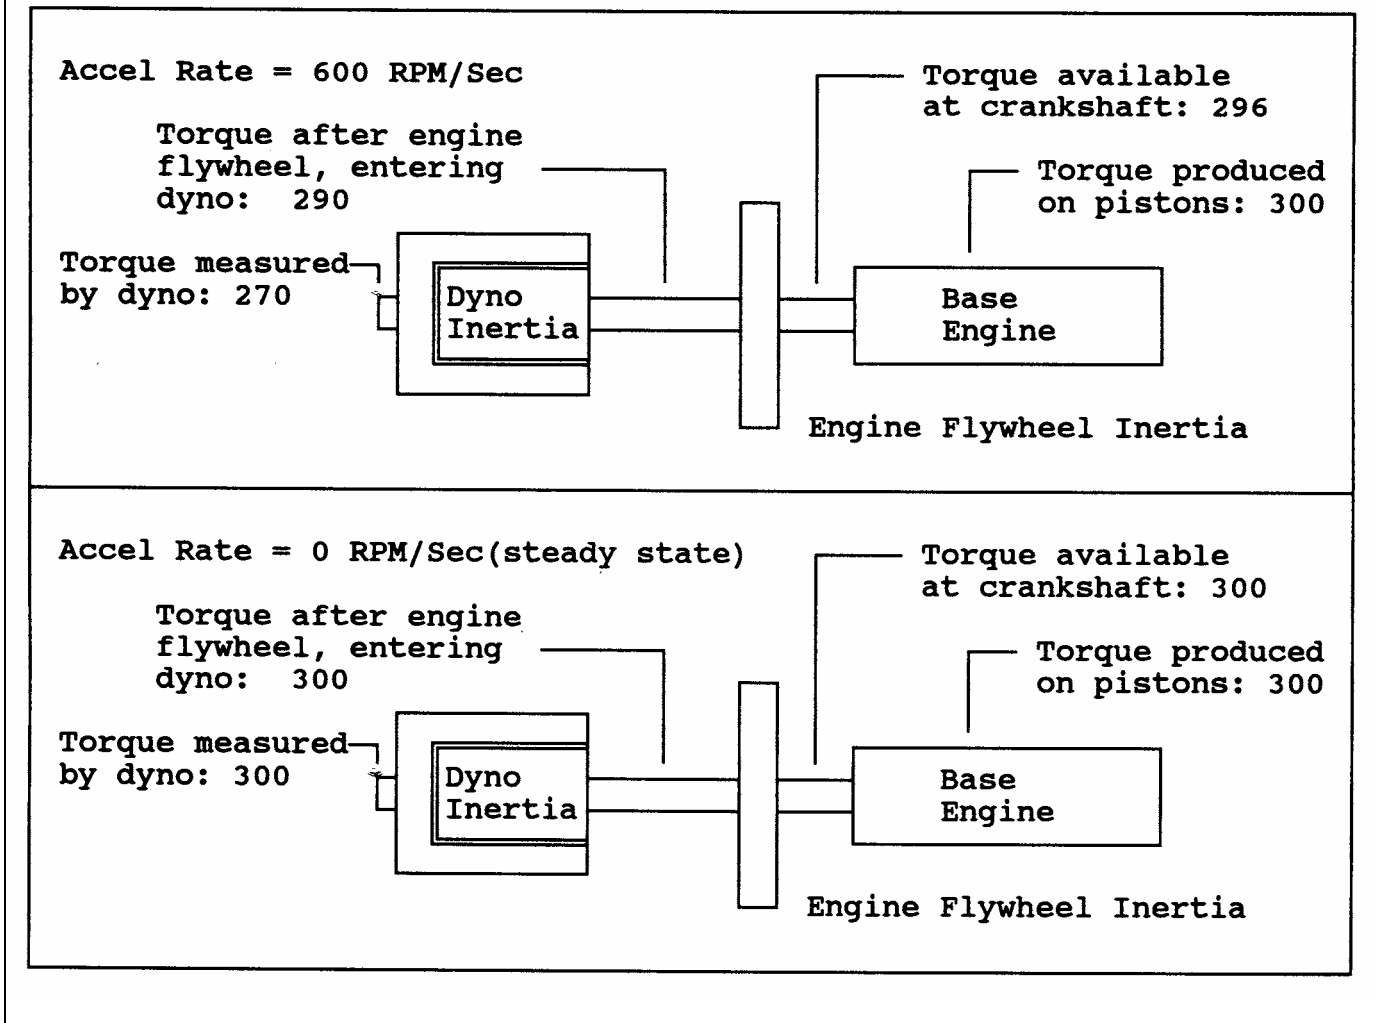 Accel Rate = 600 RPM/Sec
Torque available
at crankshaft: 296
Torque after engine
flywheel, entering
dyno: 290
Torque produced
on pistons: 300
Torque measured
by dyno: 270
Dyno
Inertia
Base
Engine
Engine Flywheel Inertia
Accel Rate = 0 RPM/Sec(steady state)
Torque available
at crankshaft: 300
Torque after engine
flywheel, entering
dyno: 300
Torque produced
on pistons: 300
Torque measured
by dyno: 300
Dyno
Inertia
Base
Engine
Engine Flywheel Inertia